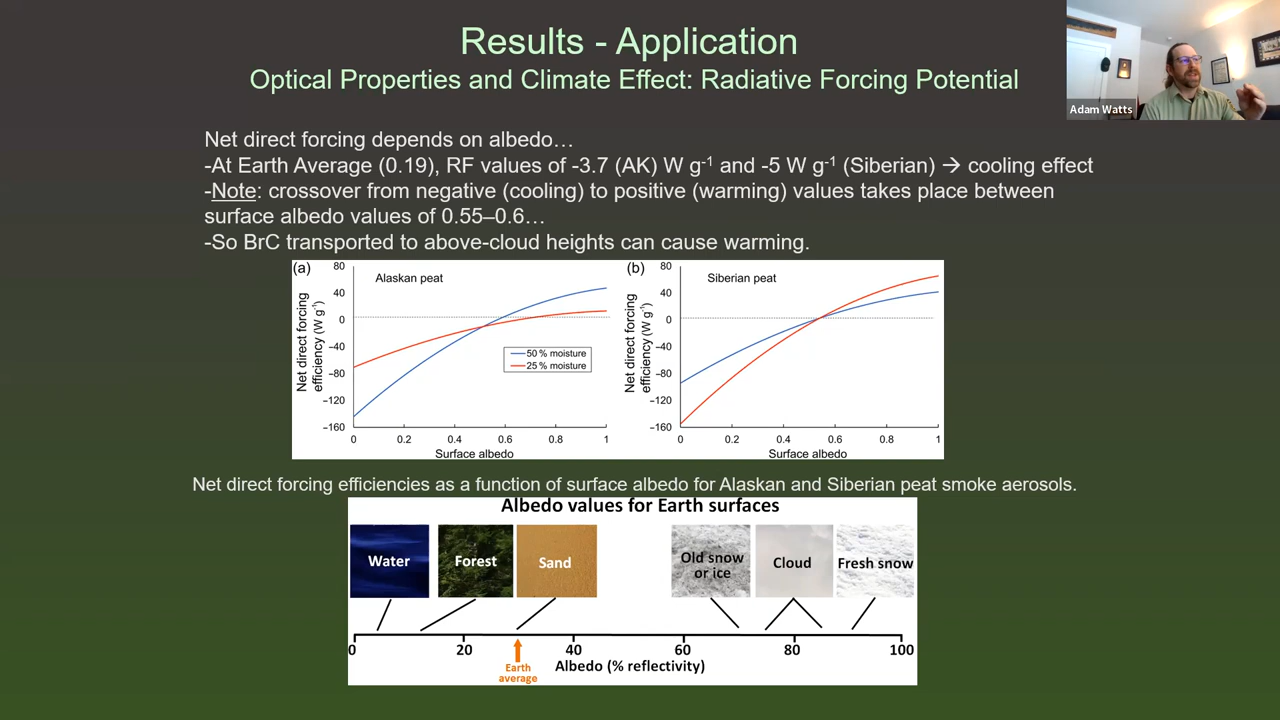 Results - Application
Optical Properties and Climate Effect: Radiative Forcing Potential
Adam Watts
Net direct forcing depends on albedo…
-At Earth Average (0.19), RF values of -3.7 (AK) W g⁻¹ and -5 W g⁻¹ (Siberian) → cooling effect
-Note: crossover from negative (cooling) to positive (warming) values takes place between
surface albedo values of 0.55–0.6…
-So BrC transported to above-cloud heights can cause warming.
(a)
Alaskan peat
Net direct forcing
efficiency (W g⁻¹)
80
40
0
−40
−80
−120
−160
50 % moisture
25 % moisture
0 0.2 0.4 0.6 0.8 1
Surface albedo
(b)
Siberian peat
Net direct forcing
efficiency (W g⁻¹)
80
40
0
−40
−80
−120
−160
0 0.2 0.4 0.6 0.8 1
Surface albedo
Net direct forcing efficiencies as a function of surface albedo for Alaskan and Siberian peat smoke aerosols.
Albedo values for Earth surfaces
Water
Forest
Sand
Old snow
or ice
Cloud
Fresh snow
0 20 40 60 80 100
Earth
average
Albedo (% reflectivity)